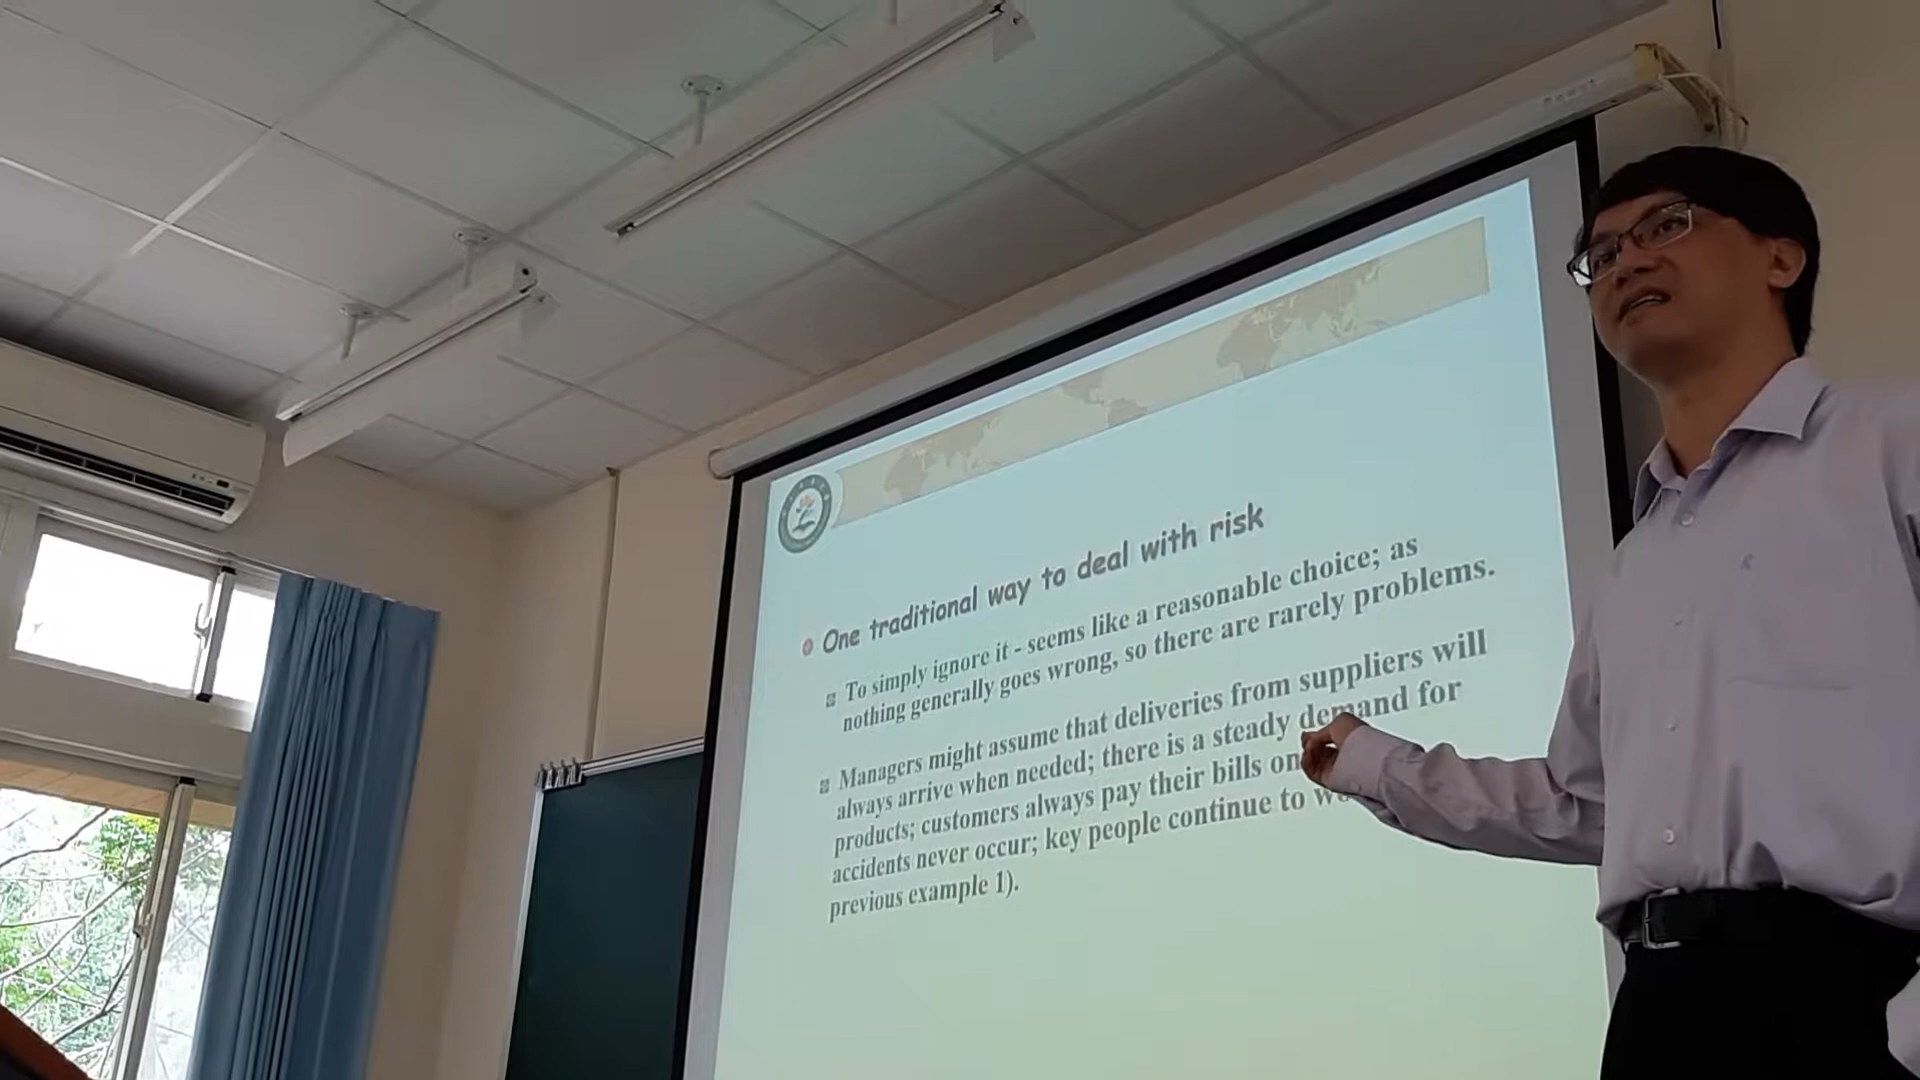 One traditional way to deal with risk
To simply ignore it - seems like a reasonable choice; as
nothing generally goes wrong, so there are rarely problems.
Managers might assume that deliveries from suppliers will
always arrive when needed; there is a steady demand for
products; customers always pay their bills on
accidents never occur; key people continue to
previous example 1).